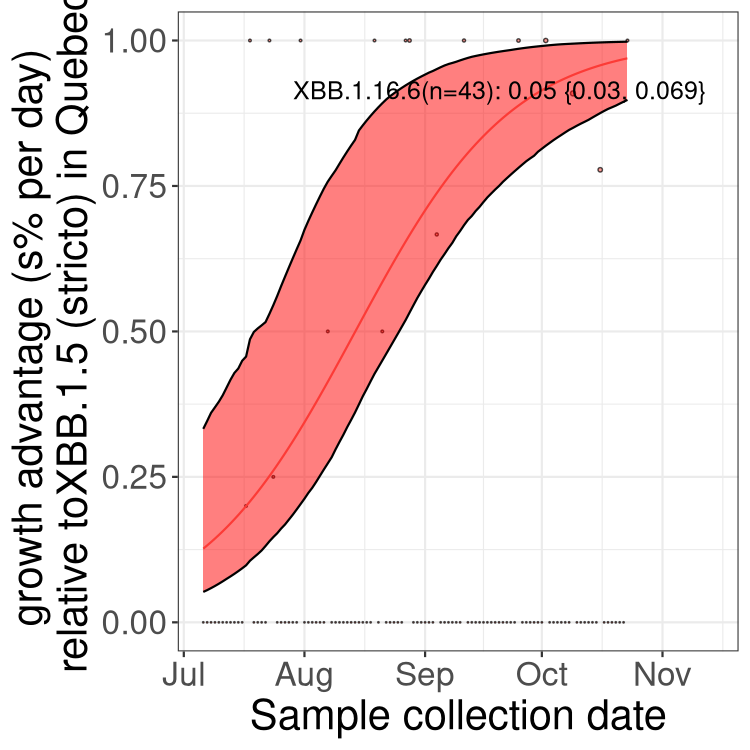 growth advantage (s% per day)
relative toXBB.1.5 (stricto) in Quebec
1.00
0.75
0.50
0.25
0.00
XBB.1.16.6(n=43): 0.05 {0.03, 0.069}
Jul Aug Sep Oct Nov
Sample collection date